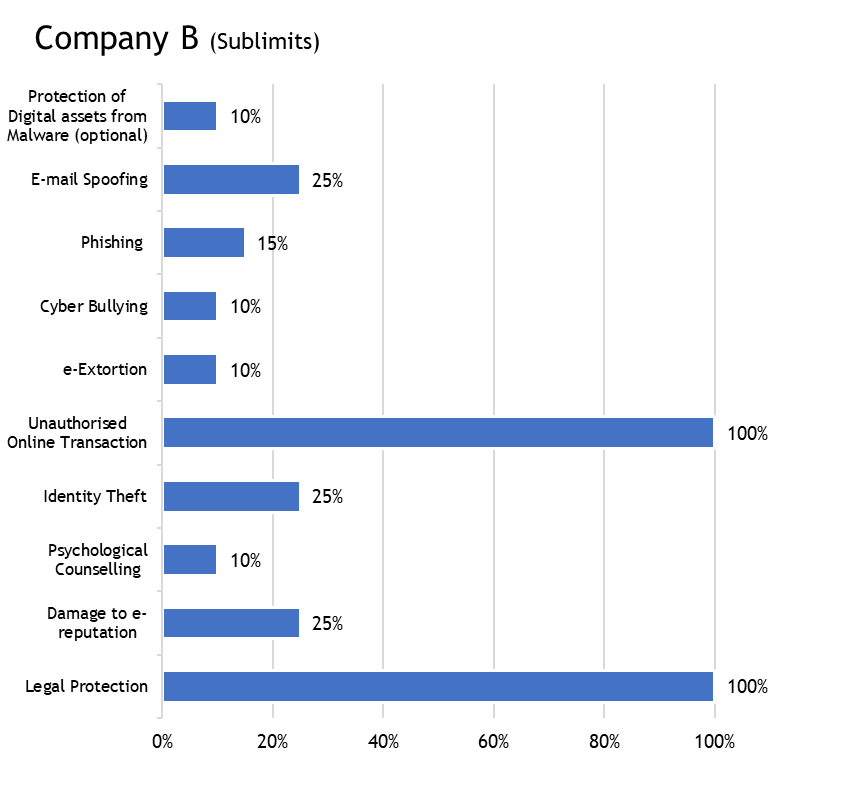 Company B (Sublimits)
Protection of
Digital assets from
Malware (optional)
10%
E-mail Spoofing
25%
Phishing
15%
Cyber Bullying
10%
e-Extortion
10%
Unauthorised
Online Transaction
100%
Identity Theft
25%
Psychological
Counselling
10%
Damage to e-
reputation
25%
Legal Protection
100%
0% 20% 40% 60% 80% 100%